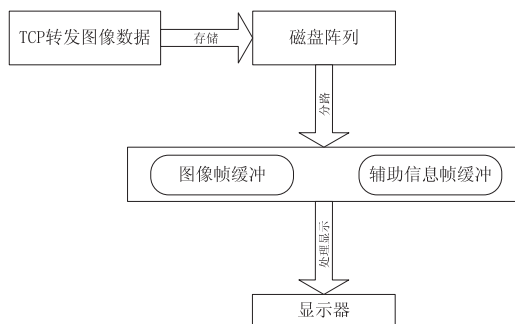 TCP转发图像数据
存储
磁盘阵列
分路
图像帧缓冲
辅助信息帧缓冲
处理显示
显示器